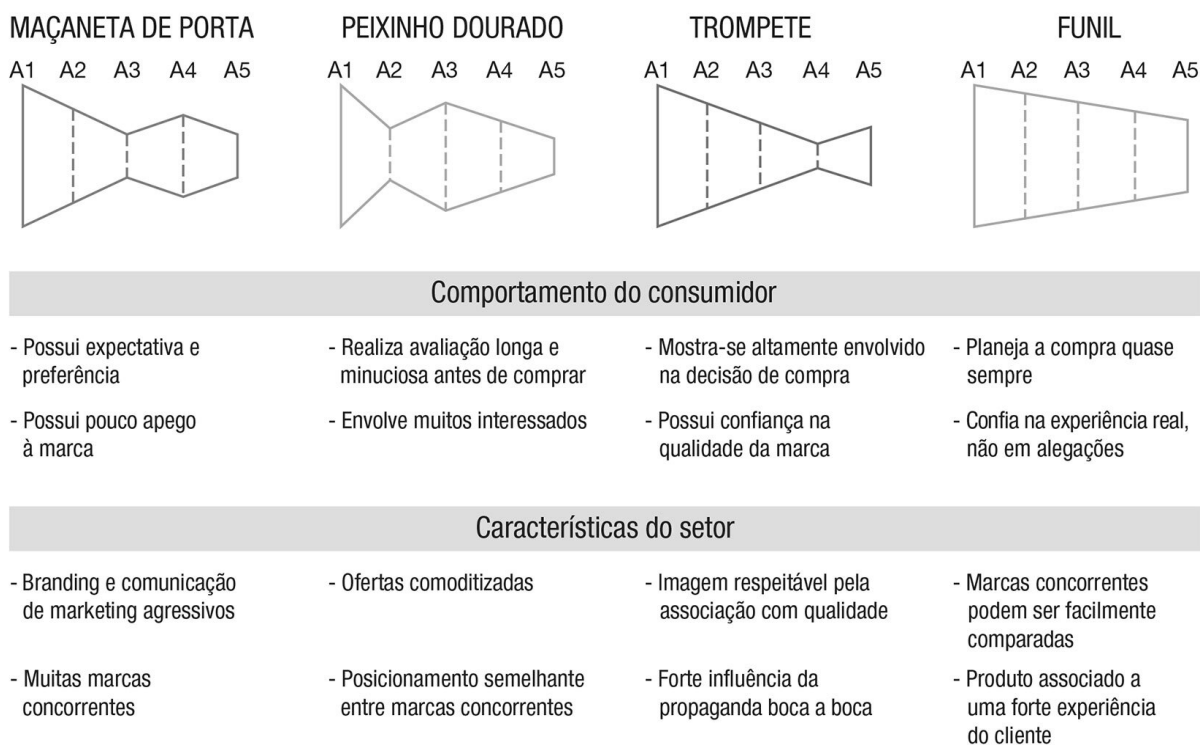 MAÇANETA DE PORTA
PEIXINHO DOURADO
TROMPETE
FUNIL
A1 A2 A3 A4 A5
A1 A2 A3 A4 A5
A1 A2 A3 A4 A5
A1 A2 A3 A4 A5
Comportamento do consumidor
- Possui expectativa e
preferência
- Possui pouco apego
à marca
- Realiza avaliação longa e
minuciosa antes de comprar
- Envolve muitos interessados
- Mostra-se altamente envolvido
na decisão de compra
- Possui confiança na
qualidade da marca
- Planeja a compra quase
sempre
- Confia na experiência real,
não em alegações
Características do setor
- Branding e comunicação
de marketing agressivos
- Muitas marcas
concorrentes
- Ofertas comoditizadas
- Posicionamento semelhante
entre marcas concorrentes
- Imagem respeitável pela
associação com qualidade
- Forte influência da
propaganda boca a boca
- Marcas concorrentes
podem ser facilmente
comparadas
- Produto associado a
uma forte experiência
do cliente